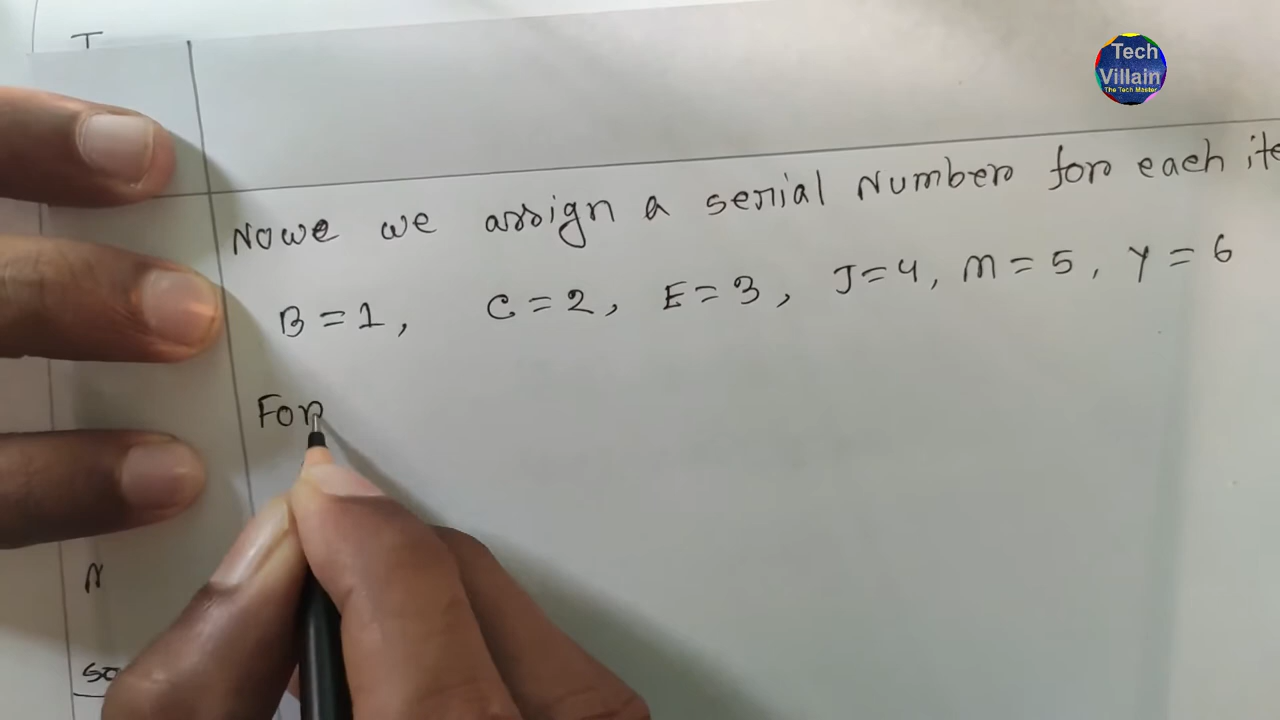 T
Tech
Villain
The Tech Master
Nowe we assign a serial Number for each ite
B = 1, C = 2, E = 3, J = 4, M = 5, Y = 6
For
N
so